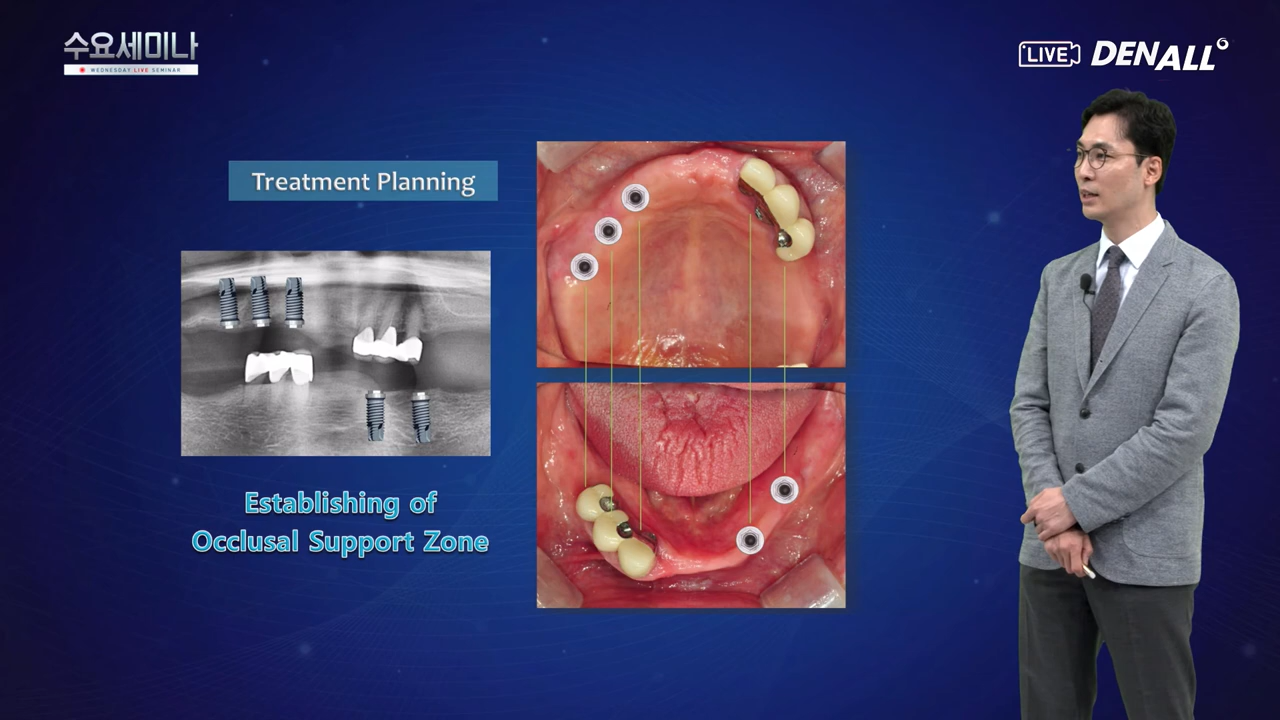 수요세미나
WEDNESDAY LIVE SEMINAR
LIVE DENALL
Treatment Planning
Establishing of
Occlusal Support Zone